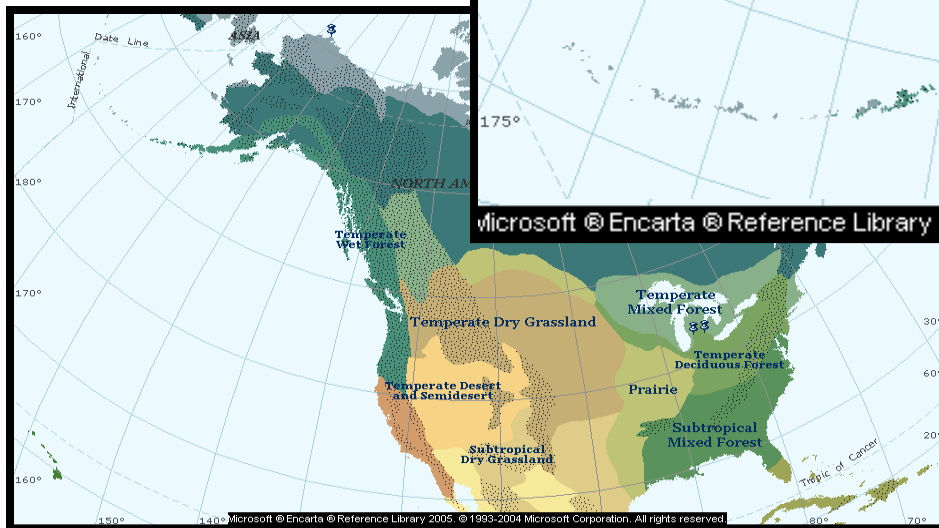 160°
Date Line
International
ASIA
170°
180°
NORTH AM
175°
Microsoft ® Encarta ® Reference Library
Temperate
Wet Forest
170°
Temperate
Mixed Forest
30°
Temperate Dry Grassland
Temperate
Deciduous Forest
60°
Temperate Desert
and Semidesert
Prairie
Subtropical
Mixed Forest
20°
Subtropical
Dry Grassland
Tropic of Cancer
160°
150°
140°
Microsoft ® Encarta ® Reference Library 2005. © 1993-2004 Microsoft Corporation. All rights reserved.
80°